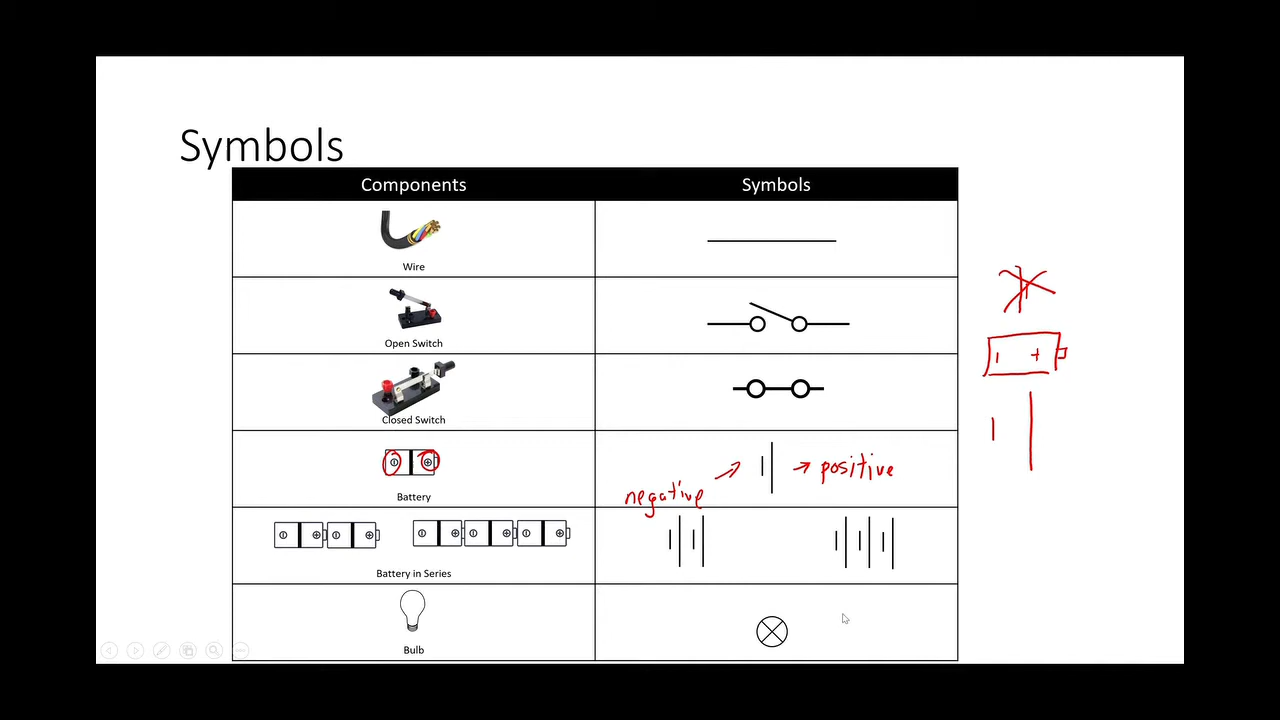 Symbols
Components Symbols
Wire
Open Switch
Closed Switch
negative → → positive
Battery
Battery in Series
Bulb